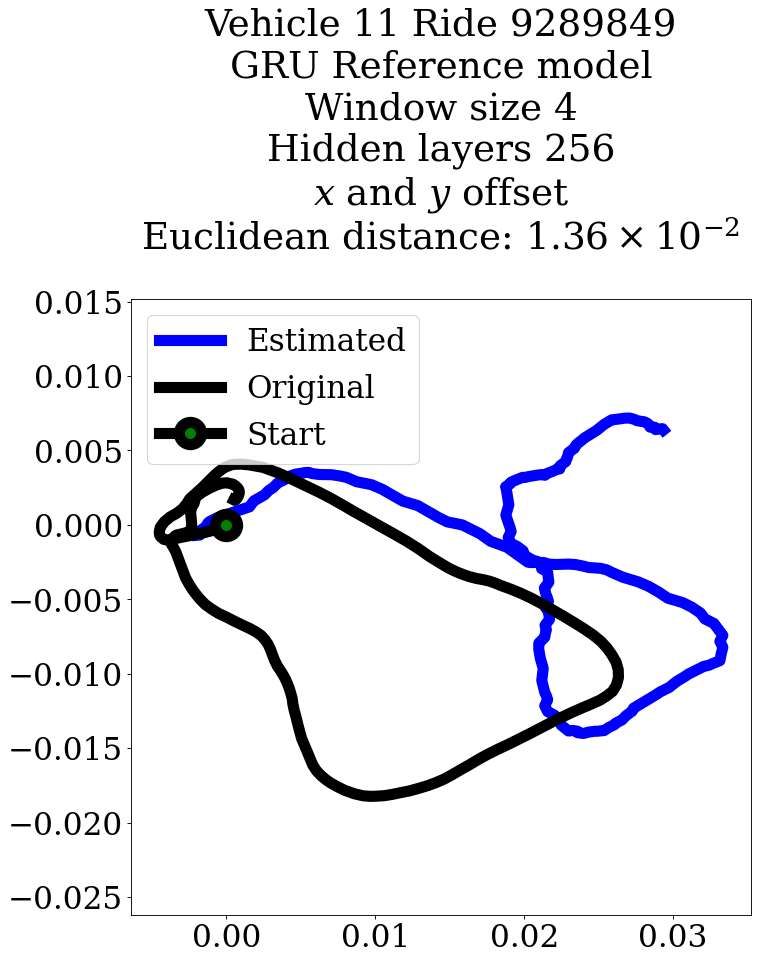 Vehicle 11 Ride 9289849
GRU Reference model
Window size 4
Hidden layers 256
x and y offset
Euclidean distance: 1.36 × 10⁻²
0.015
0.010
0.005
0.000
−0.005
−0.010
−0.015
−0.020
−0.025
Estimated
Original
Start
0.00 0.01 0.02 0.03